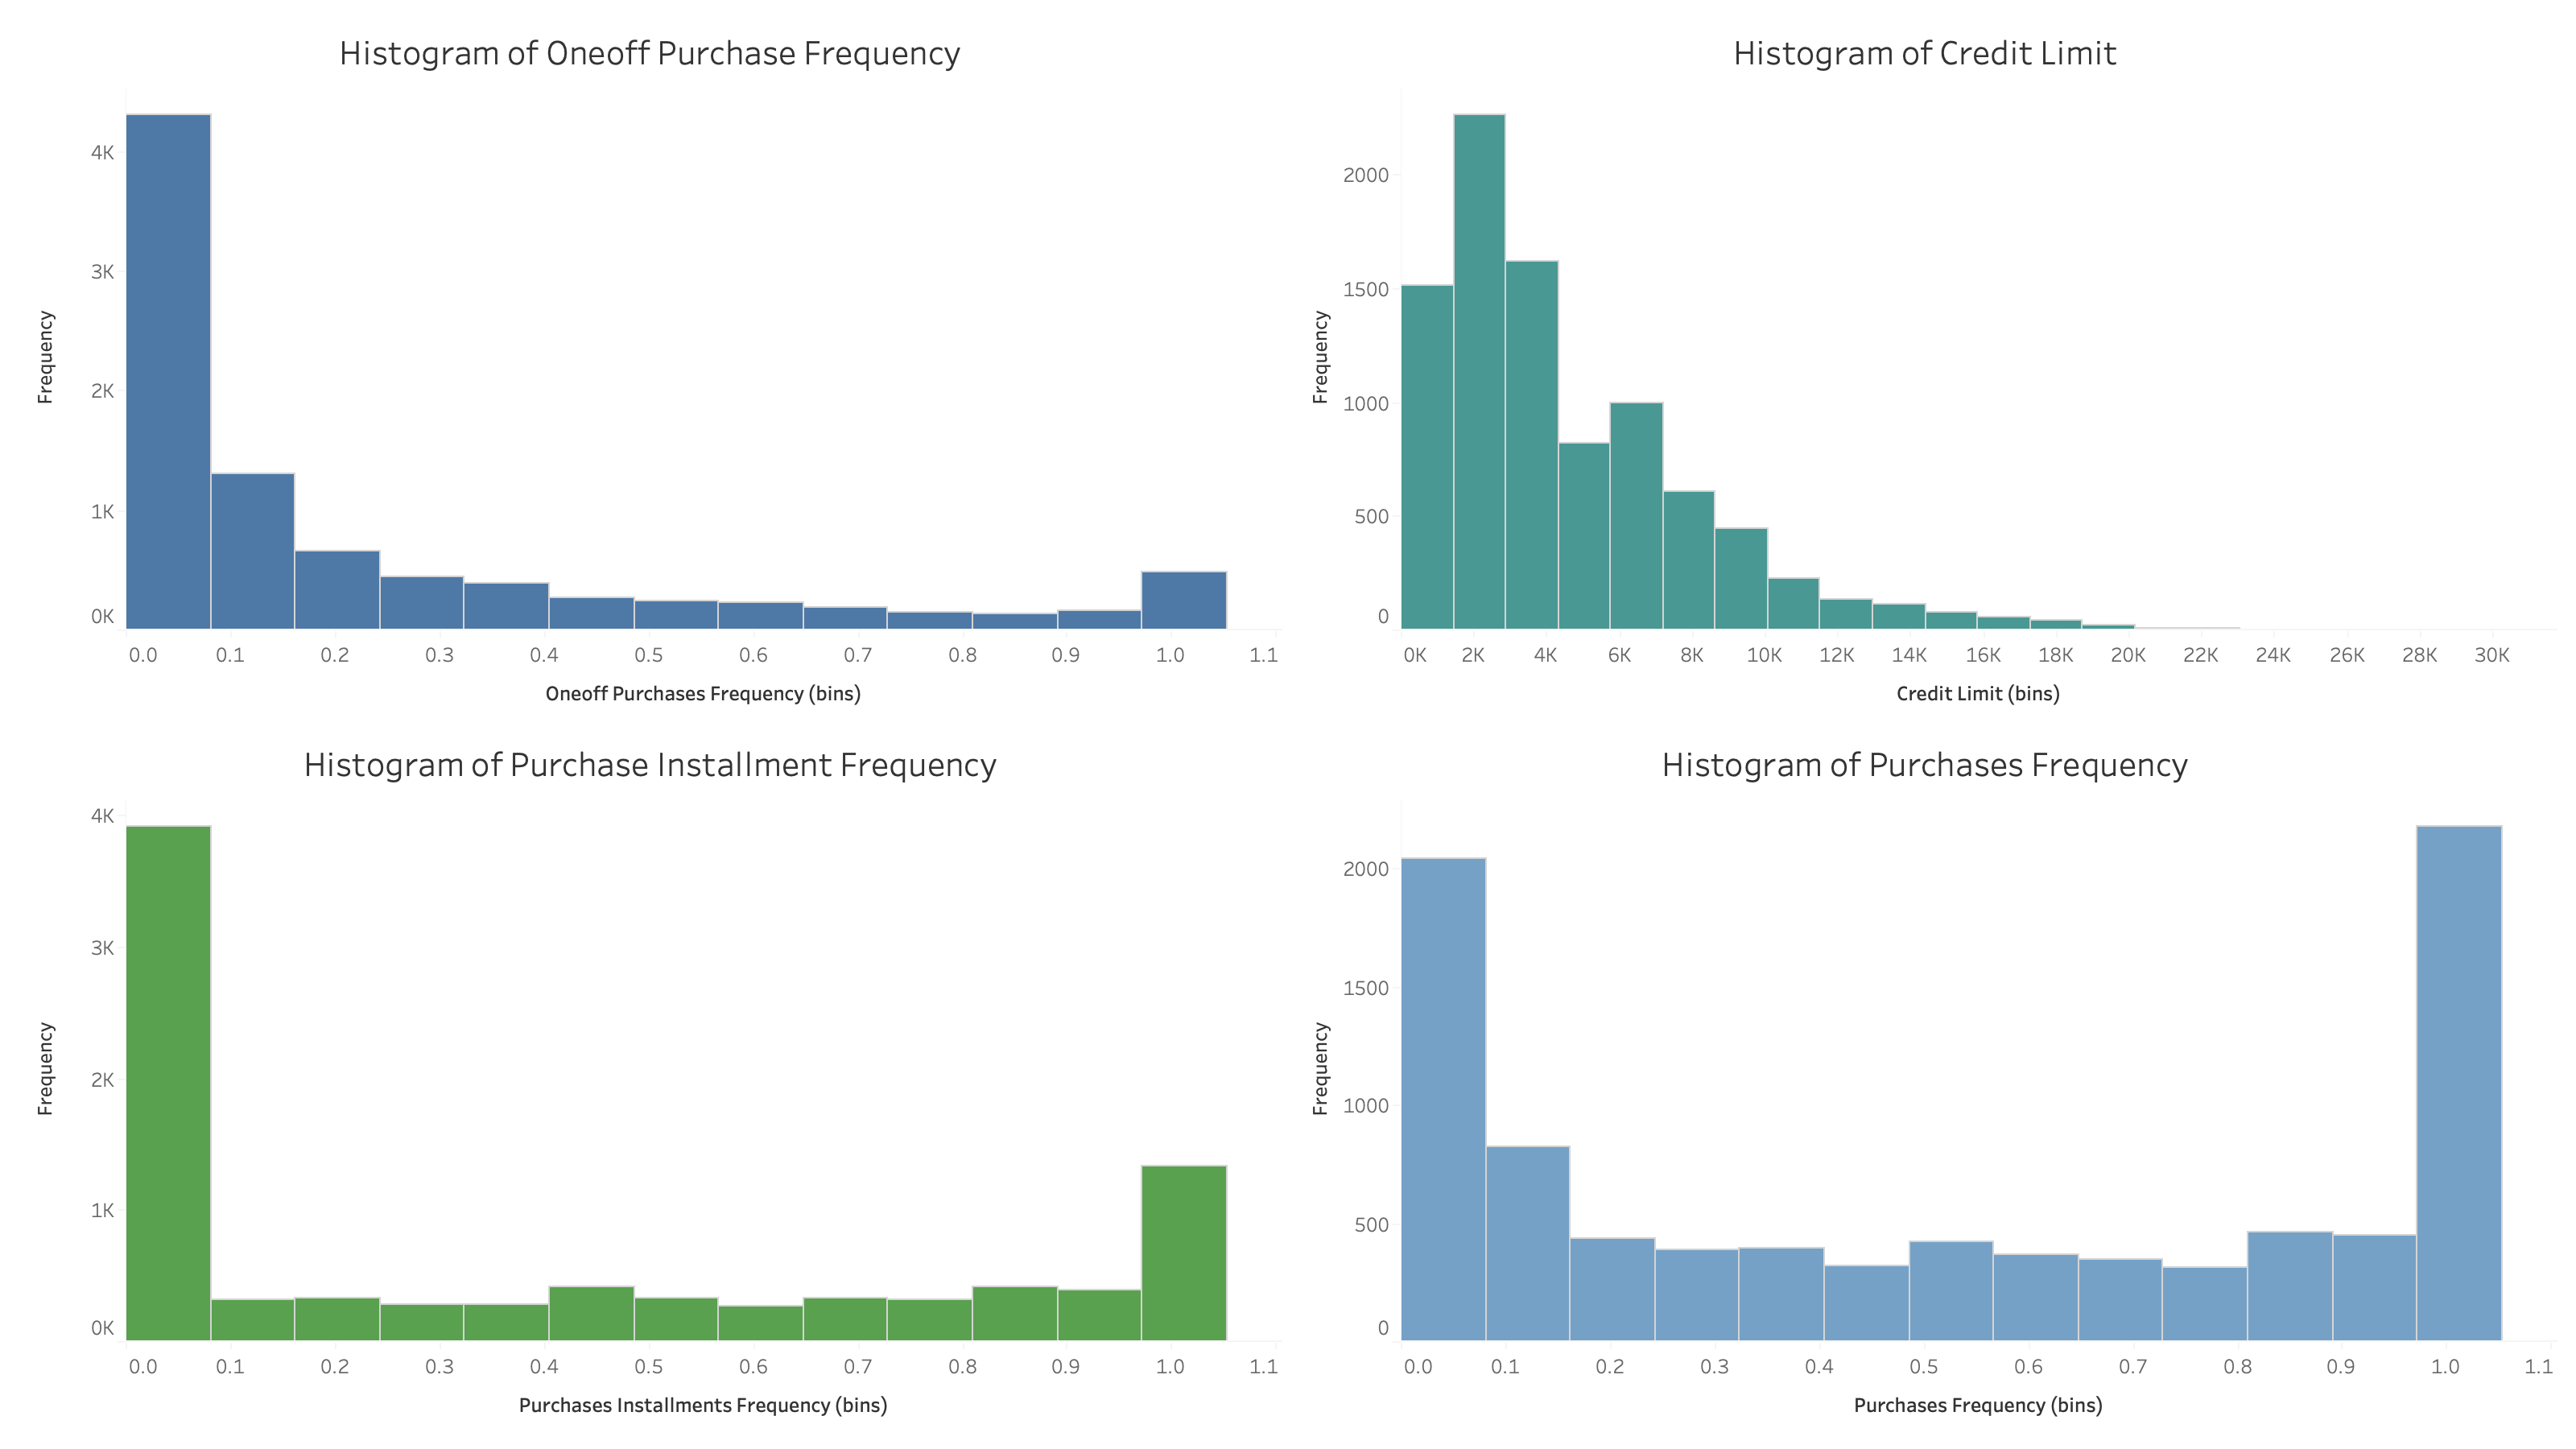 Histogram of Oneoff Purchase Frequency
Frequency
4K
3K
2K
1K
0K
0.0 0.1 0.2 0.3 0.4 0.5 0.6 0.7 0.8 0.9 1.0 1.1
Oneoff Purchases Frequency (bins)
Histogram of Credit Limit
Frequency
2000
1500
1000
500
0
0K 2K 4K 6K 8K 10K 12K 14K 16K 18K 20K 22K 24K 26K 28K 30K
Credit Limit (bins)
Histogram of Purchase Installment Frequency
Frequency
4K
3K
2K
1K
0K
0.0 0.1 0.2 0.3 0.4 0.5 0.6 0.7 0.8 0.9 1.0 1.1
Purchases Installments Frequency (bins)
Histogram of Purchases Frequency
Frequency
2000
1500
1000
500
0
0.0 0.1 0.2 0.3 0.4 0.5 0.6 0.7 0.8 0.9 1.0 1.1
Purchases Frequency (bins)